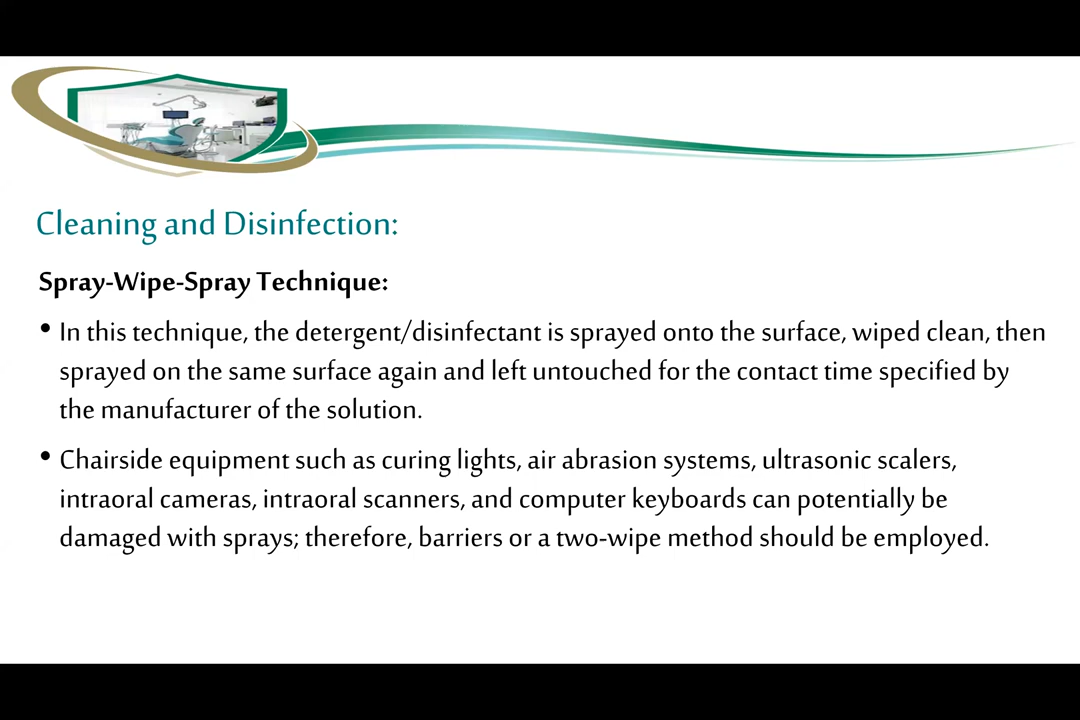 Cleaning and Disinfection:
Spray-Wipe-Spray Technique:
• In this technique, the detergent/disinfectant is sprayed onto the surface, wiped clean, then
sprayed on the same surface again and left untouched for the contact time specified by
the manufacturer of the solution.
• Chairside equipment such as curing lights, air abrasion systems, ultrasonic scalers,
intraoral cameras, intraoral scanners, and computer keyboards can potentially be
damaged with sprays; therefore, barriers or a two-wipe method should be employed.